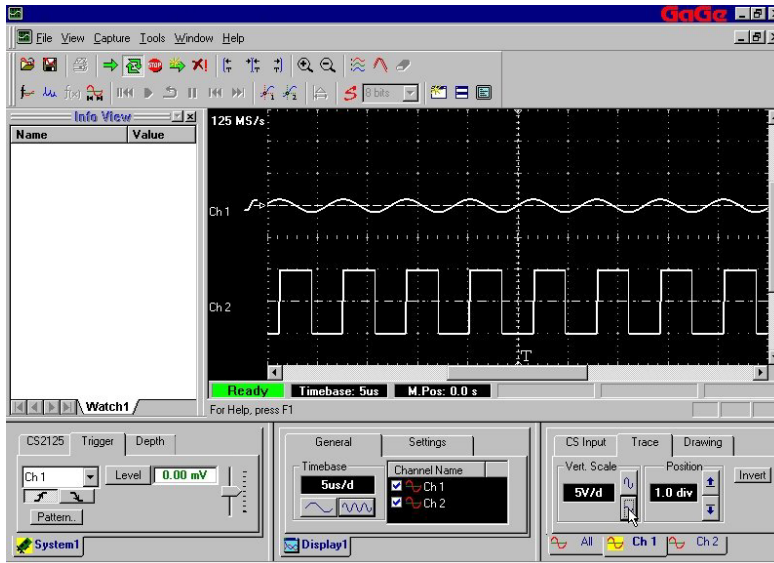 GaGe
File View Capture Tools Window Help
f(x) 8 bits
Info View
Name Value
125 MS/s
Ch 1
Ch 2
T
Ready Timebase: 5us M.Pos: 0.0 s
Watch1
For Help, press F1
CS2125 Trigger Depth
Ch 1 Level 0.00 mV
Pattern..
System1
General Settings
Timebase Channel Name
5us/d Ch 1
Ch 2
Display1
CS Input Trace Drawing
Vert. Scale Position Invert
5V/d 1.0 div
All Ch 1 Ch 2